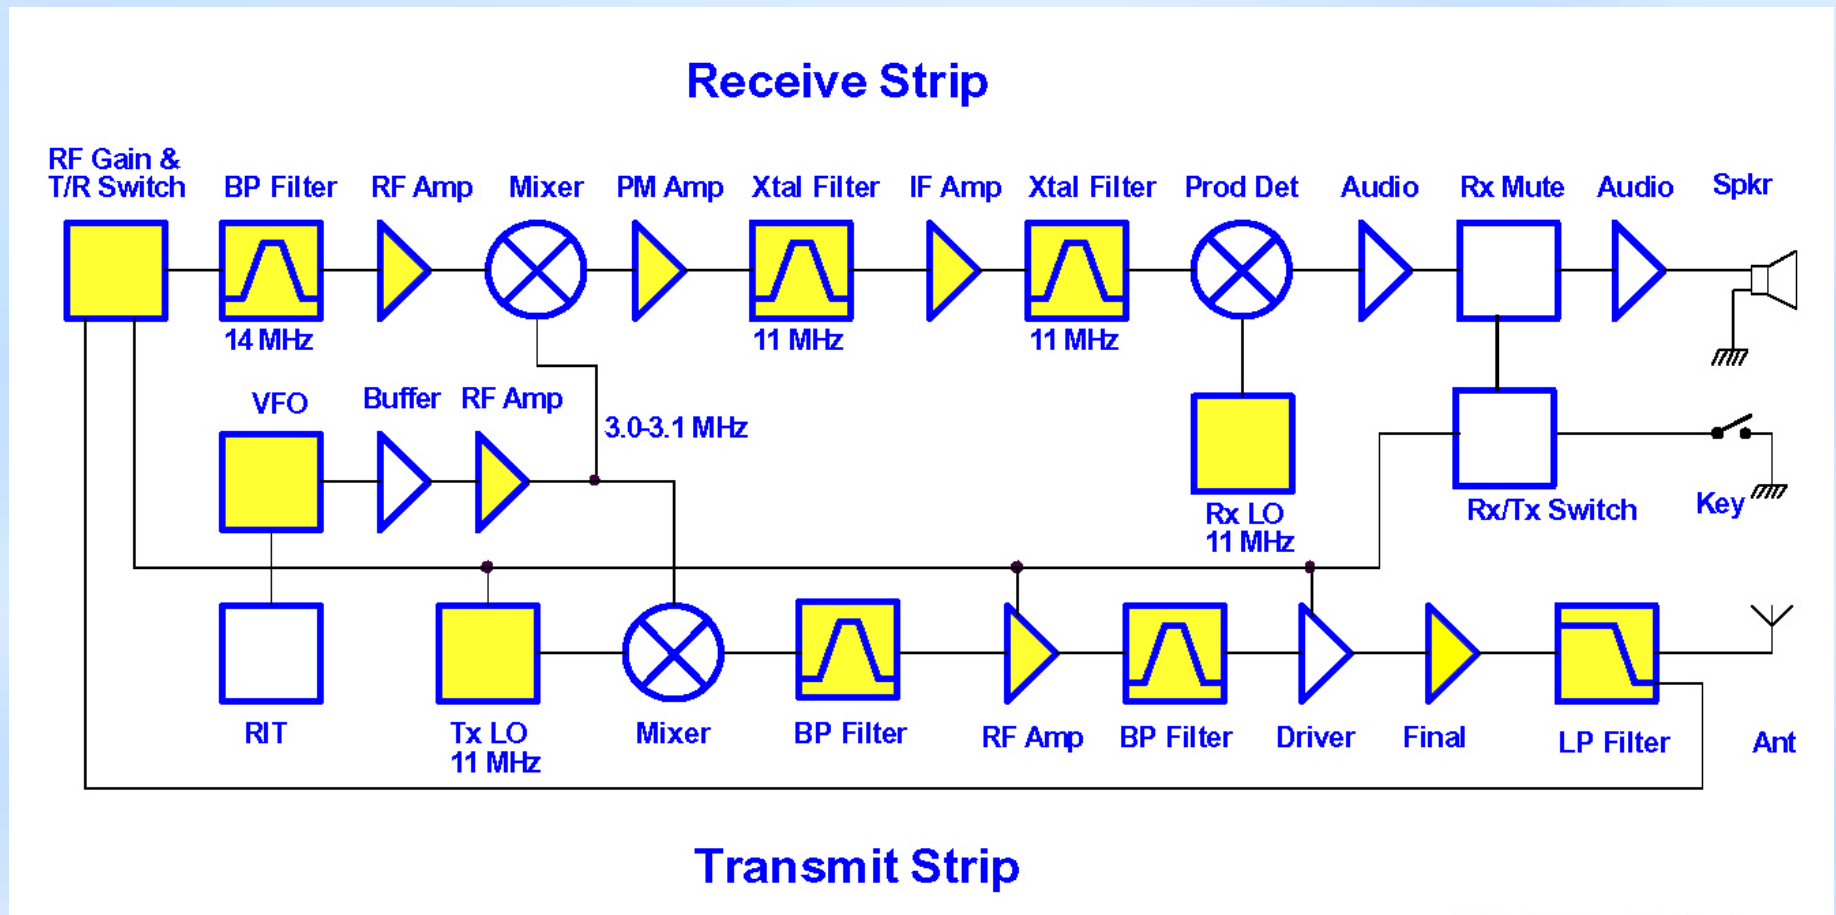 Receive Strip
RF Gain &
T/R Switch
BP Filter
RF Amp
Mixer
PM Amp
Xtal Filter
IF Amp
Xtal Filter
Prod Det
Audio
Rx Mute
Audio
Spkr
14 MHz
11 MHz
11 MHz
VFO
Buffer
RF Amp
3.0-3.1 MHz
Rx LO
11 MHz
Rx/Tx Switch
Key
RIT
Tx LO
11 MHz
Mixer
BP Filter
RF Amp
BP Filter
Driver
Final
LP Filter
Ant
Transmit Strip